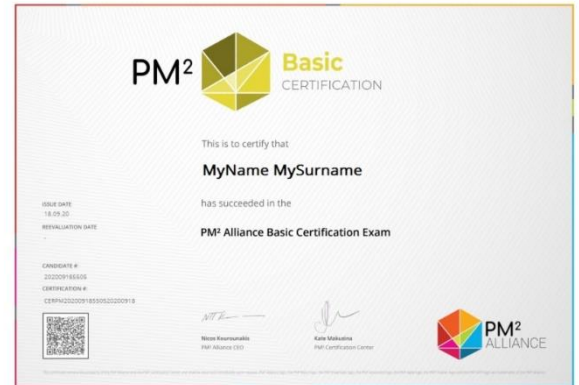 PM²
Basic
CERTIFICATION
This is to certify that
MyName MySurname
has succeeded in the
PM² Alliance Basic Certification Exam
ISSUE DATE
18.09.20
REEVALUATION DATE
-
CANDIDATE #:
CERTIFICATION #:
Nicos Kourounakis
PM² Alliance CEO
Kate Makusina
PM² Certification Center
PM²
ALLIANCE